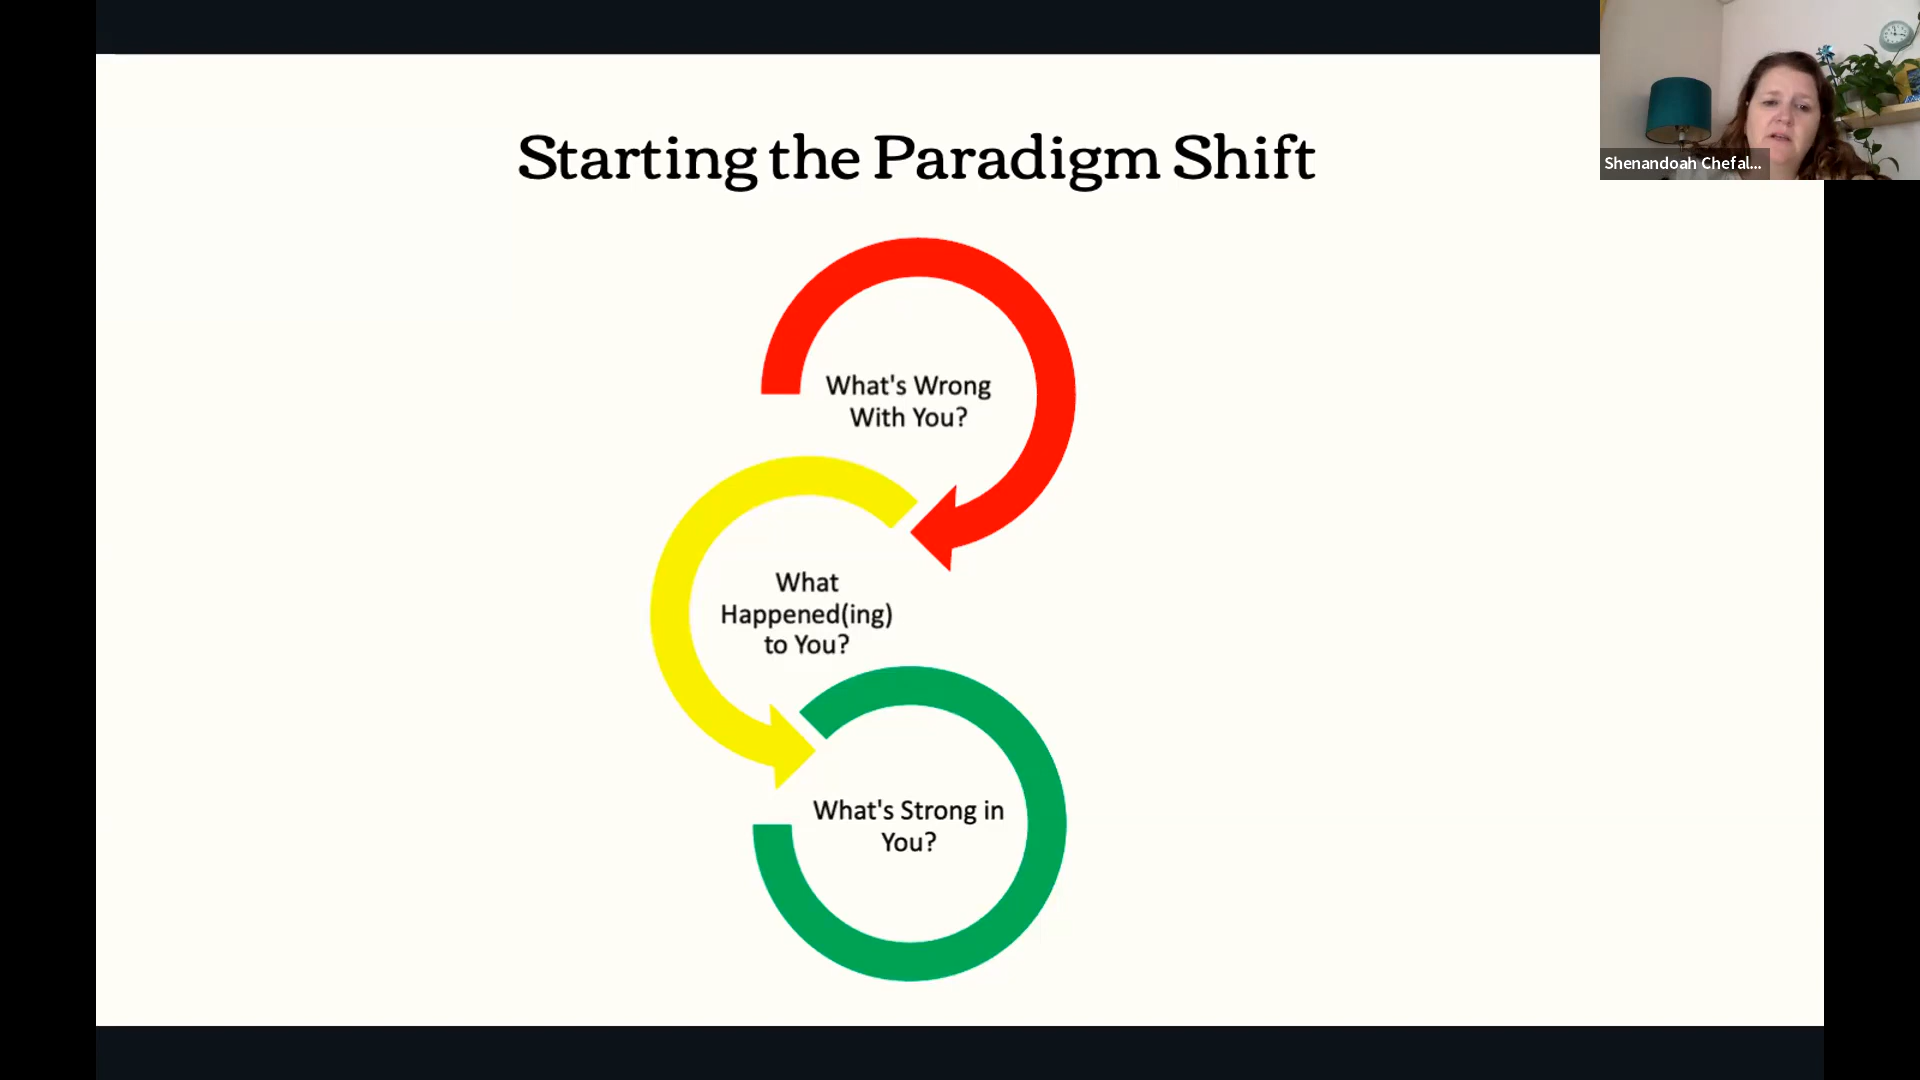 Starting the Paradigm Shift
Shenandoah Chefal...
What's Wrong
With You?
What
Happened(ing)
to You?
What's Strong in
You?